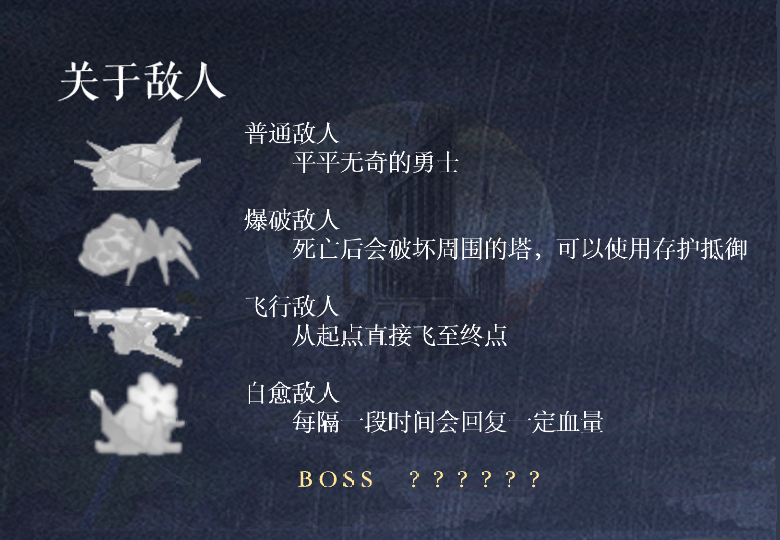 关于敌人
普通敌人
平平无奇的勇士
爆破敌人
死亡后会破坏周围的塔，可以使用存护抵御
飞行敌人
从起点直接飞至终点
自愈敌人
每隔一段时间会回复一定血量
BOSS ??????